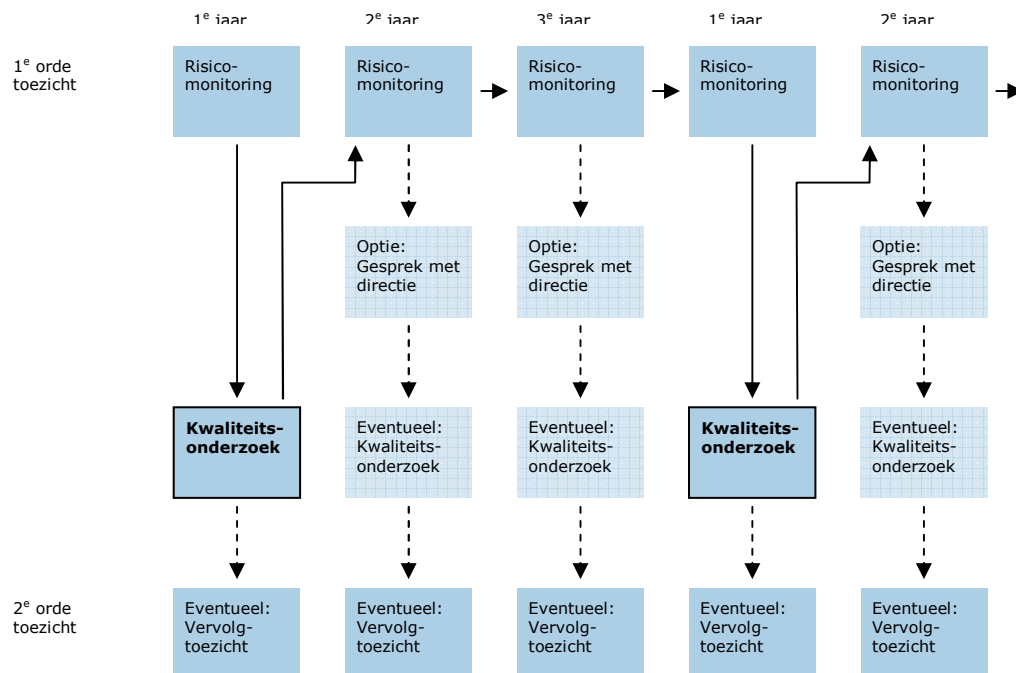 1e jaar 2e jaar 3e jaar 1e jaar 2e jaar
1e orde
toezicht
Risico-
monitoring
Risico-
monitoring
Risico-
monitoring
Risico-
monitoring
Risico-
monitoring
Optie:
Gesprek met
directie
Optie:
Gesprek met
directie
Optie:
Gesprek met
directie
Kwaliteits-
onderzoek
Eventueel:
Kwaliteits-
onderzoek
Eventueel:
Kwaliteits-
onderzoek
Kwaliteits-
onderzoek
Eventueel:
Kwaliteits-
onderzoek
2e orde
toezicht
Eventueel:
Vervolg-
toezicht
Eventueel:
Vervolg-
toezicht
Eventueel:
Vervolg-
toezicht
Eventueel:
Vervolg-
toezicht
Eventueel:
Vervolg-
toezicht